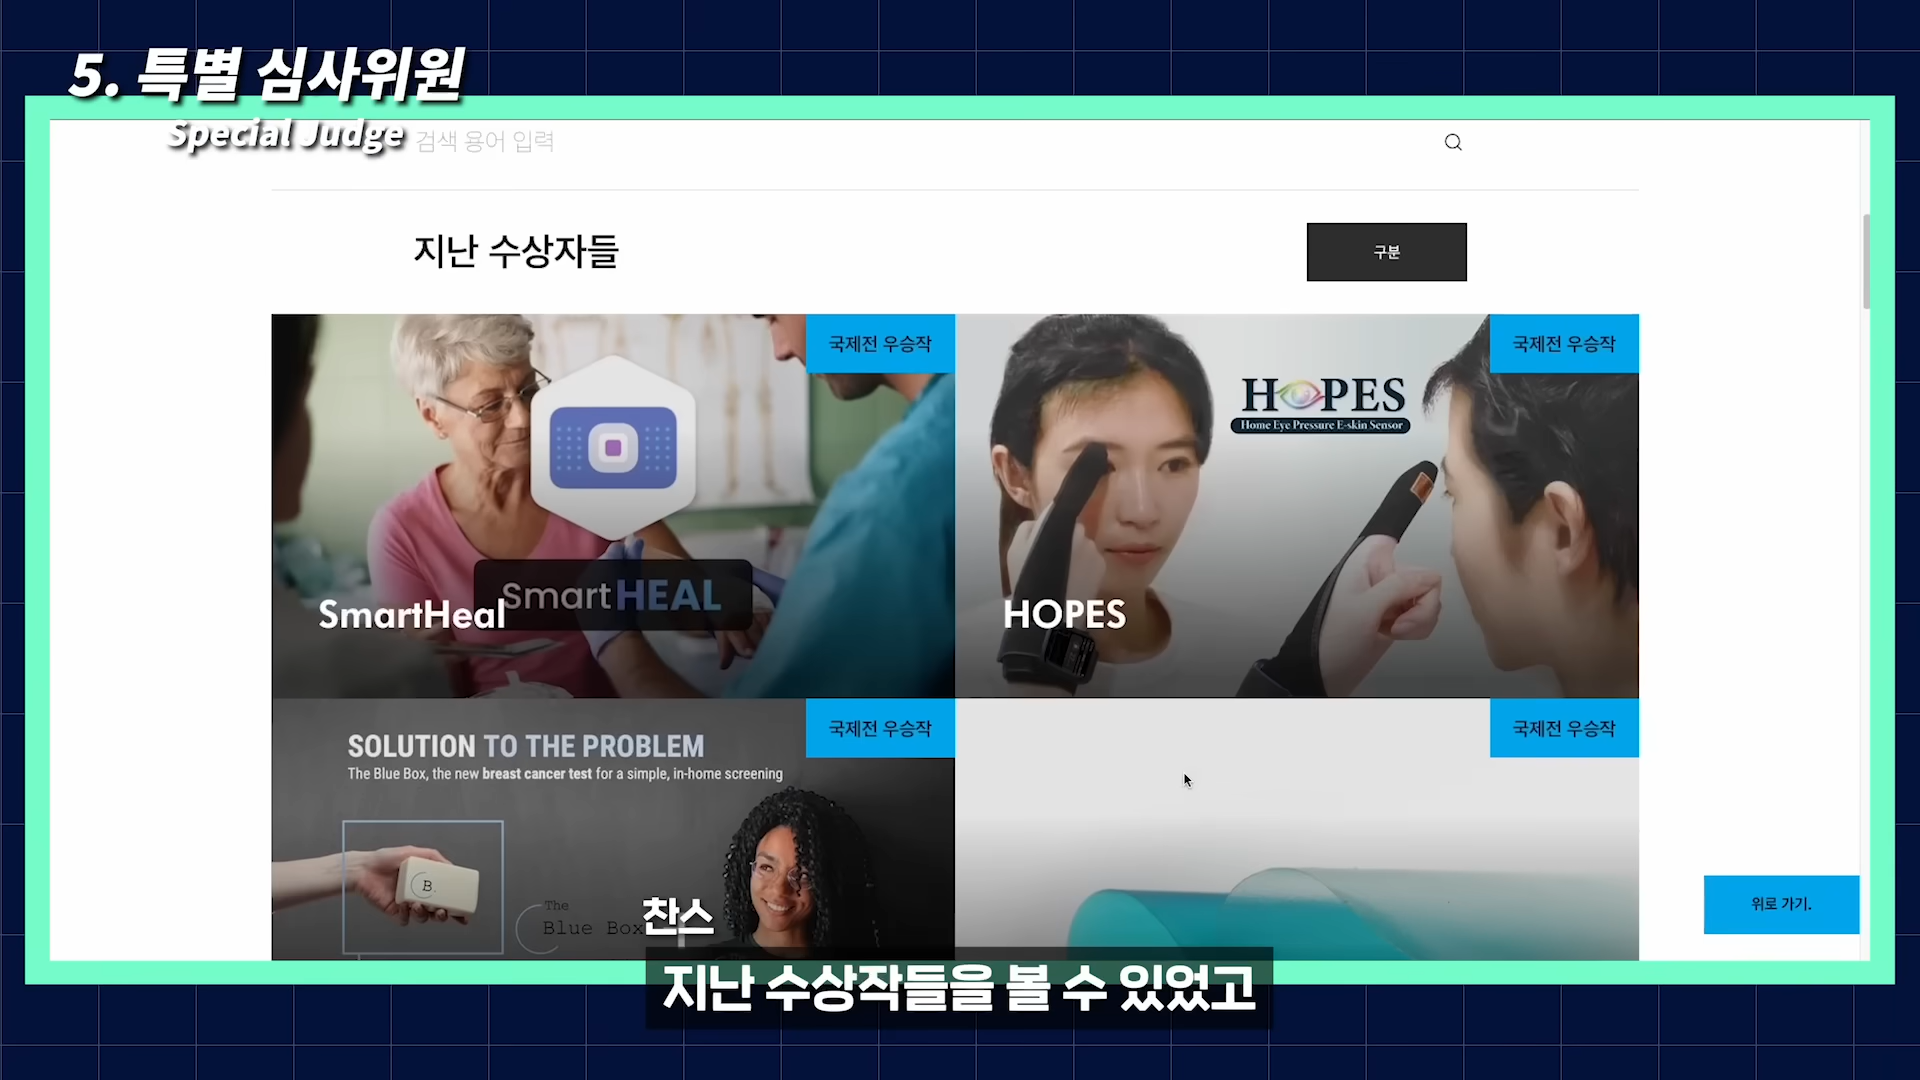 5. 특별 심사위원
Special Judge
검색 용어 입력
지난 수상자들
구분
국제전 우승작
SmartHEAL
SmartHeal
국제전 우승작
HOPES
Home Eye Pressure E-skin Sensor
HOPES
국제전 우승작
SOLUTION TO THE PROBLEM
The Blue Box, the new breast cancer test for a simple, in-home screening
B.
The
Blue Box
국제전 우승작
위로 가기.
찬스
지난 수상작들을 볼 수 있었고